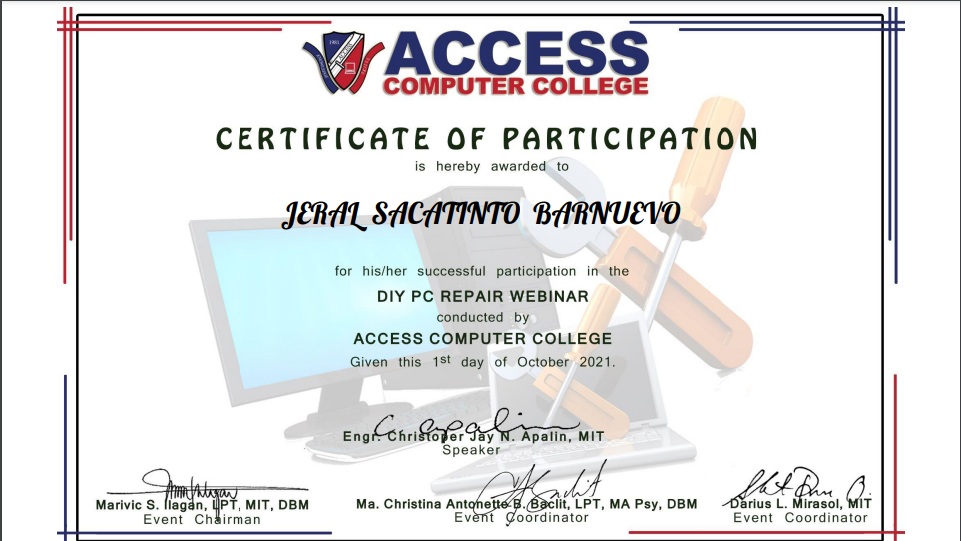 1981
ACCESS
COMPUTER COLLEGE
CERTIFICATE OF PARTICIPATION
is hereby awarded to
JERAL SACATINTO BARNUEVO
for his/her successful participation in the
DIY PC REPAIR WEBINAR
conducted by
ACCESS COMPUTER COLLEGE
Given this 1st day of October 2021.
Engr. Christoper Jay N. Apalin, MIT
Speaker
Marivic S. Ilagan, LPT, MIT, DBM
Event Chairman
Ma. Christina Antonette B. Baclit, LPT, MA Psy, DBM
Event Coordinator
Darius L. Mirasol, MIT
Event Coordinator